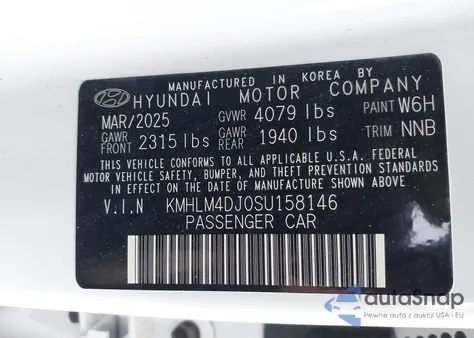 MANUFACTURED IN KOREA BY
HYUNDAI MOTOR COMPANY
MAR/2025 GVWR 4079 lbs PAINT W6H
GAWR FRONT 2315 lbs GAWR REAR 1940 lbs TRIM NNB
THIS VEHICLE CONFORMS TO ALL APPLICABLE U.S.A. FEDERAL
MOTOR VEHICLE SAFETY, BUMPER, AND THEFT PREVENTION STANDARDS
IN EFFECT ON THE DATE OF MANUFACTURE SHOWN ABOVE.
V.I.N KMHLM4DJ0SU158146
PASSENGER CAR
autoSnap
Pewne auta z aukcji USA i EU